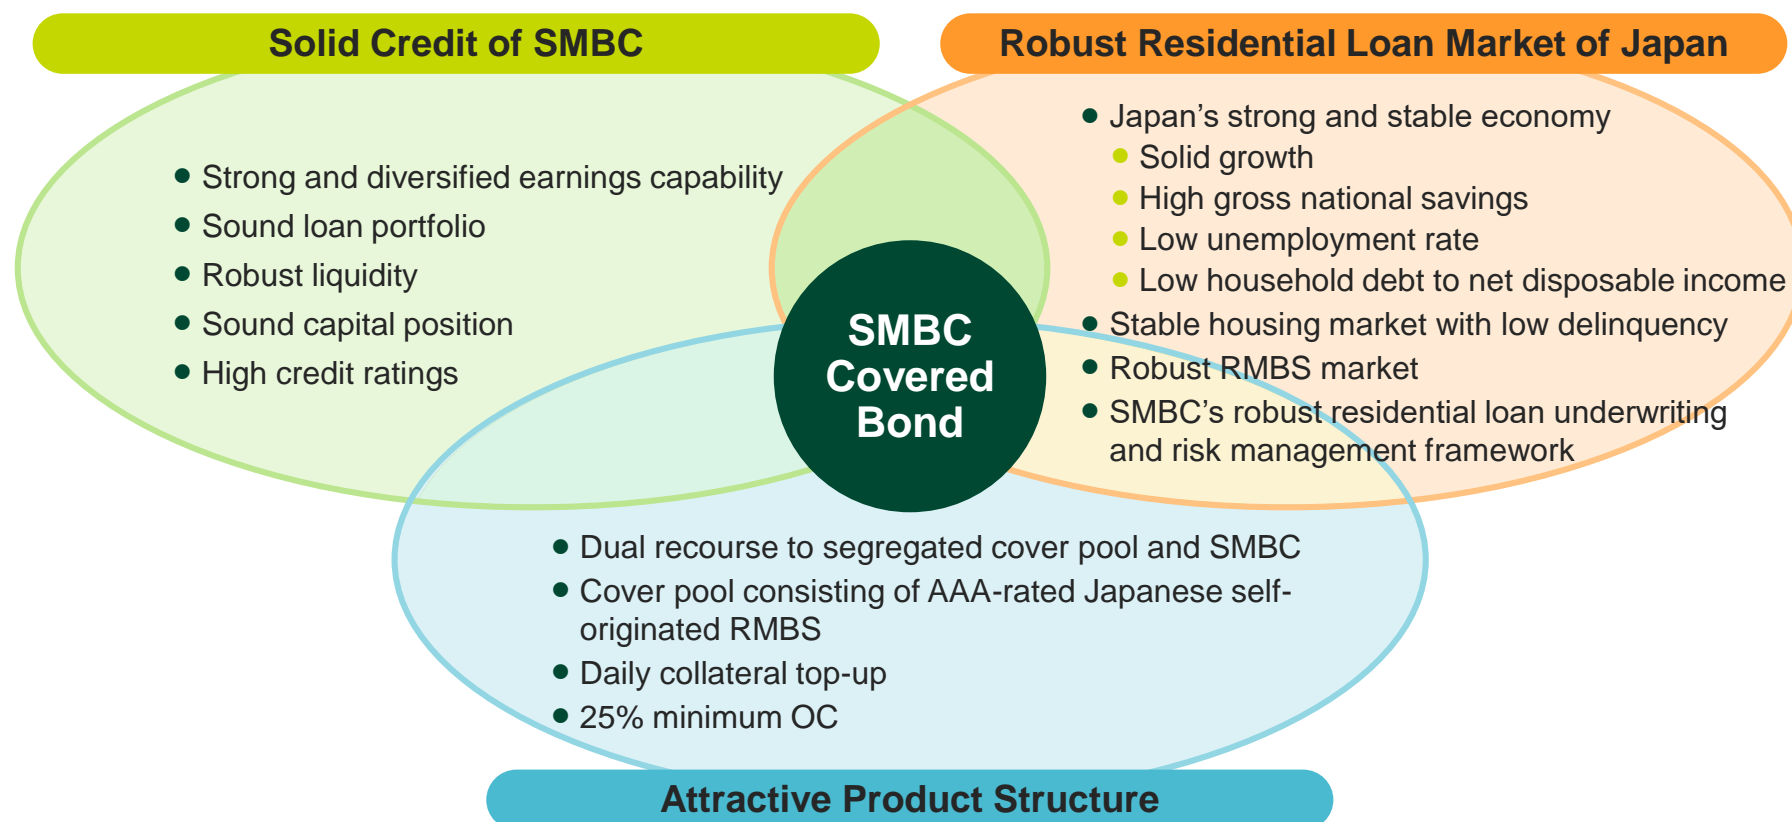 Solid Credit of SMBC
• Strong and diversified earnings capability
• Sound loan portfolio
• Robust liquidity
• Sound capital position
• High credit ratings
Robust Residential Loan Market of Japan
• Japan’s strong and stable economy
• Solid growth
• High gross national savings
• Low unemployment rate
• Low household debt to net disposable income
• Stable housing market with low delinquency
• Robust RMBS market
• SMBC’s robust residential loan underwriting
and risk management framework
SMBC
Covered
Bond
• Dual recourse to segregated cover pool and SMBC
• Cover pool consisting of AAA-rated Japanese self-
originated RMBS
• Daily collateral top-up
• 25% minimum OC
Attractive Product Structure